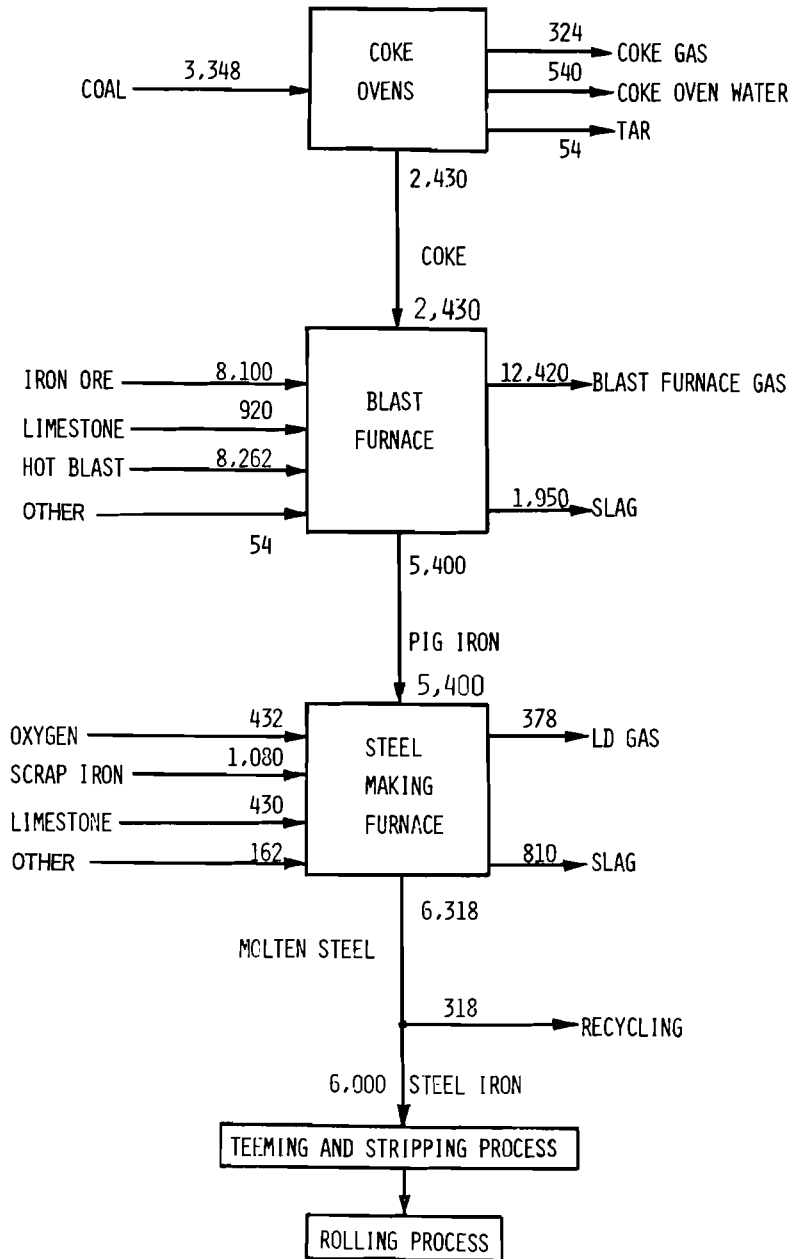 324
COKE GAS
3,348
COKE
OVENS
540
COAL
COKE OVEN WATER
TAR
54
2,430
COKE
2,430
IRON ORE
8,100
12,420
BLAST FURNACE GAS
LIMESTONE
920
BLAST
FURNACE
HOT BLAST
8,262
OTHER
54
1,950
SLAG
5,400
PIG IRON
5,400
OXYGEN
432
378
LD GAS
SCRAP IRON
1,080
STEEL
MAKING
FURNACE
LIMESTONE
430
OTHER
162
810
SLAG
6,318
MOLTEN STEEL
318
RECYCLING
6,000 STEEL IRON
TEEMING AND STRIPPING PROCESS
ROLLING PROCESS